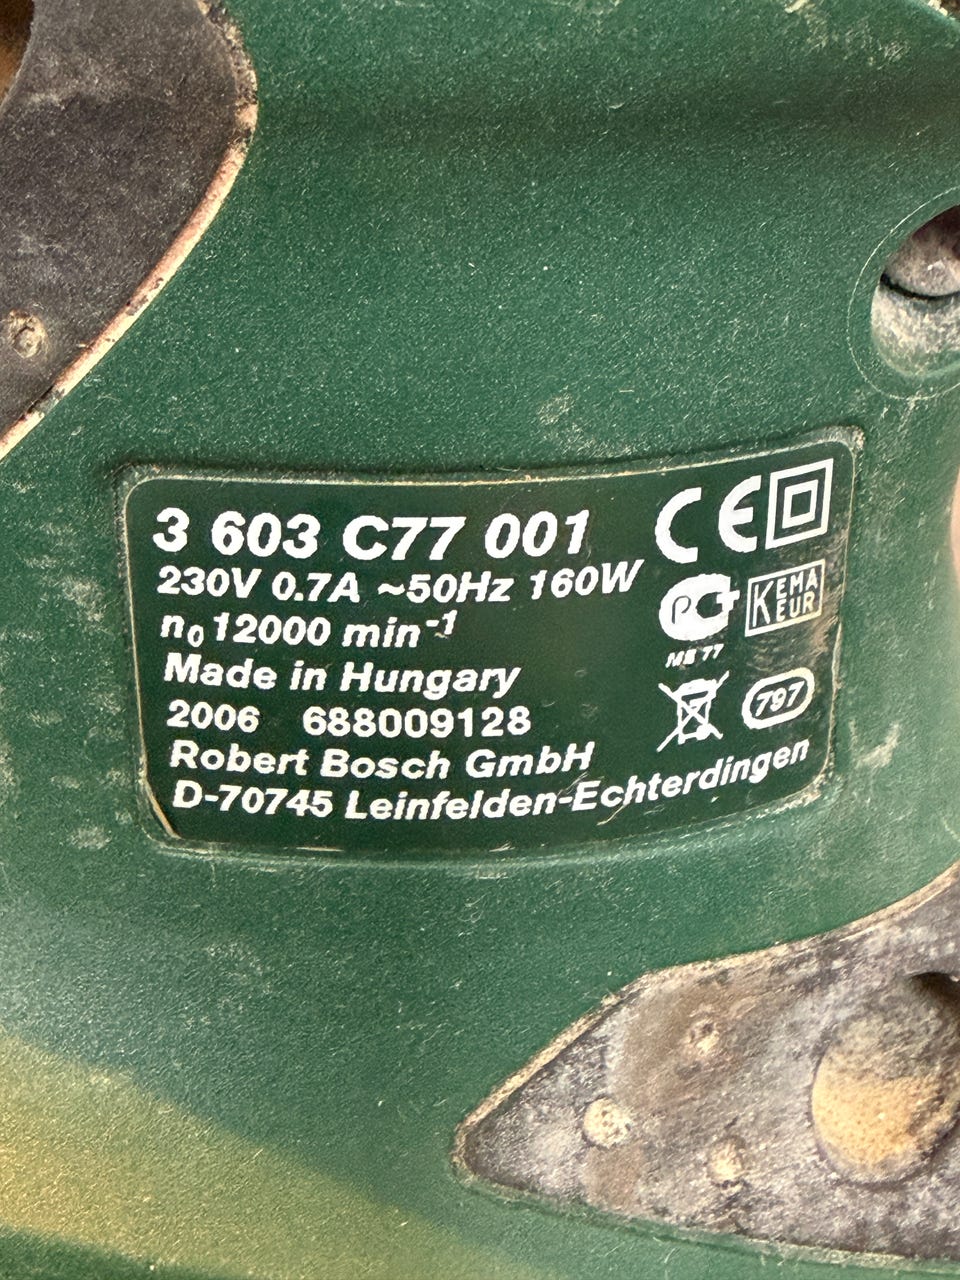 3 603 C77 001
CE
230V 0.7A ~50Hz 160W
n₀ 12000 min⁻¹
KEMA
KEUR
Made in Hungary
2006 688009128
797
Robert Bosch GmbH
D-70745 Leinfelden-Echterdingen